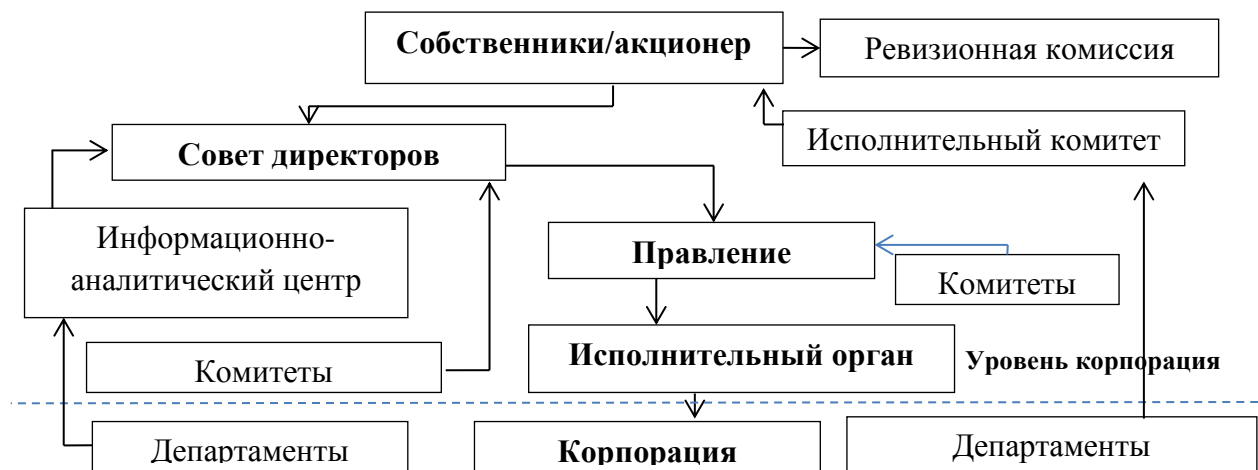 Собственники/акционер
Ревизионная комиссия
Исполнительный комитет
Совет директоров
Информационно-
аналитический центр
Правление
Комитеты
Исполнительный орган
Уровень корпорация
Комитеты
Департаменты
Корпорация
Департаменты